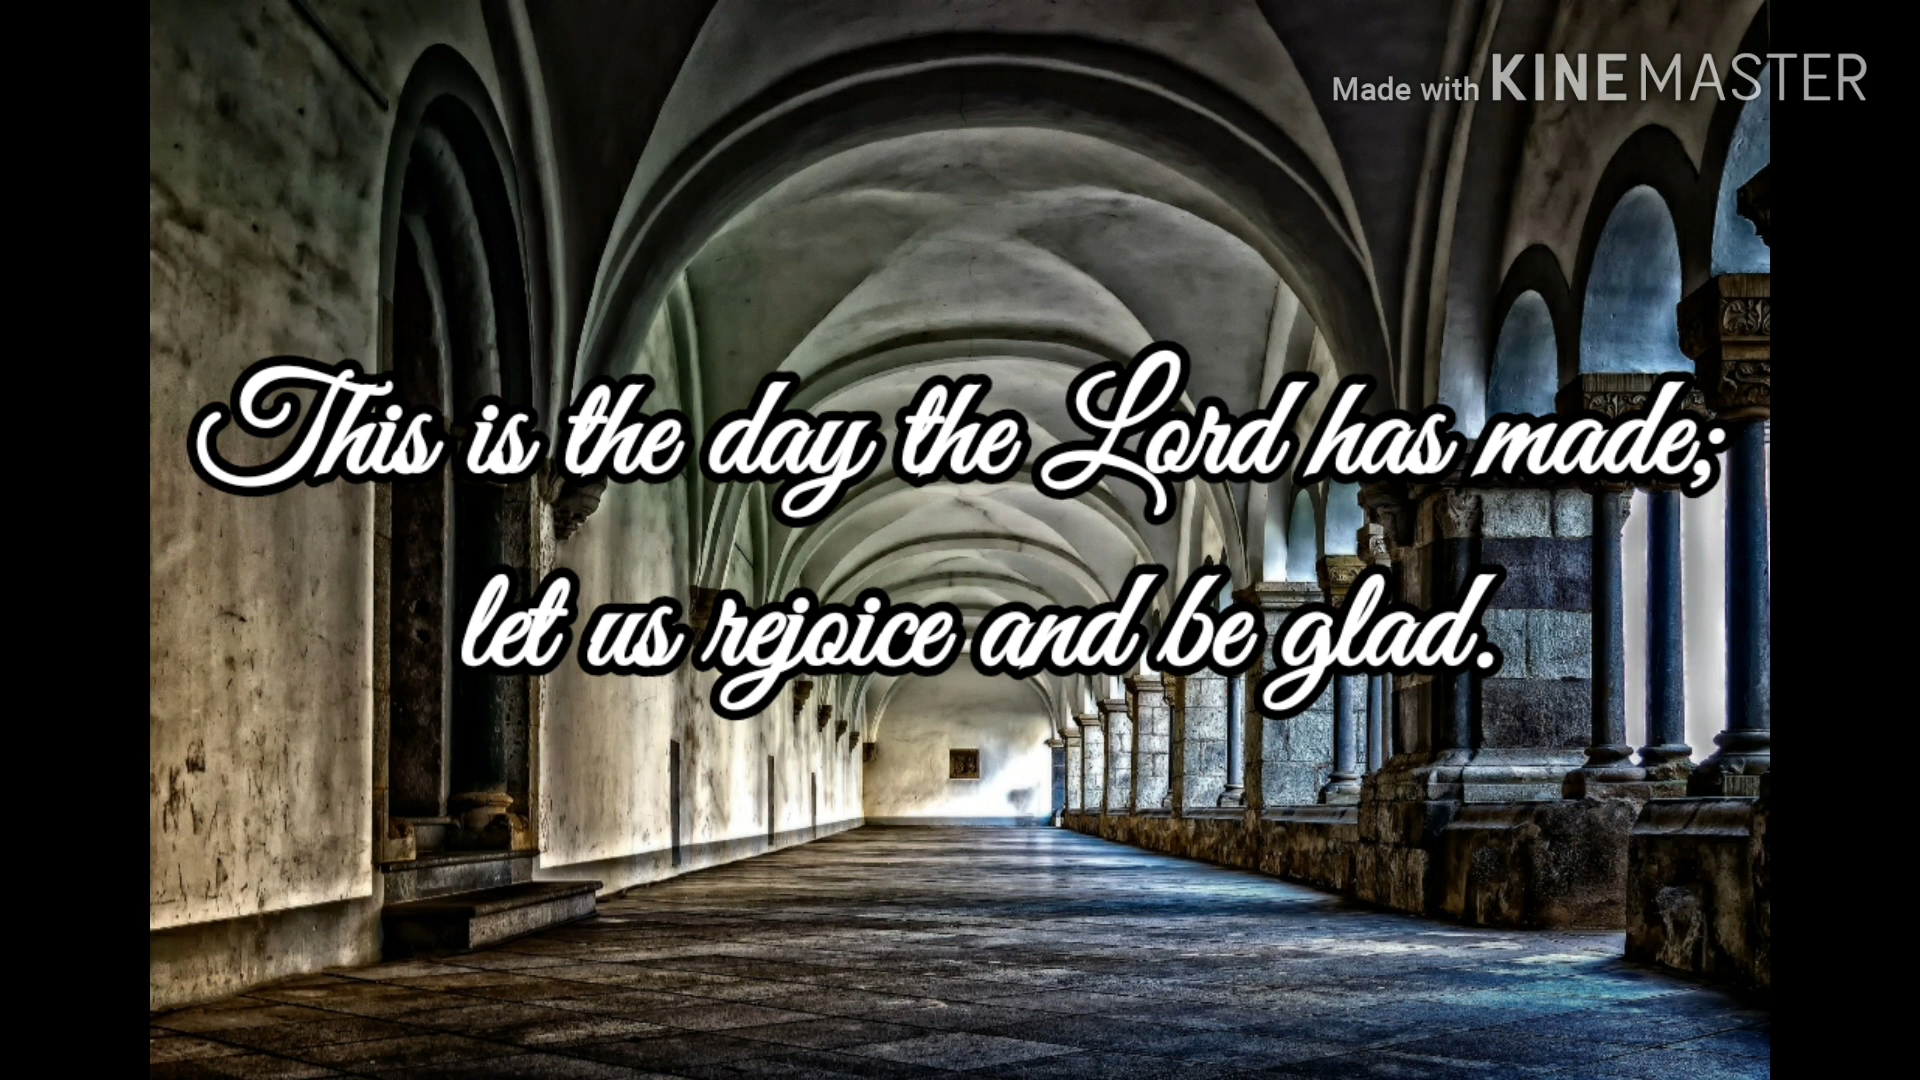 Made with KINEMASTER
This is the day the Lord has made;
let us rejoice and be glad.